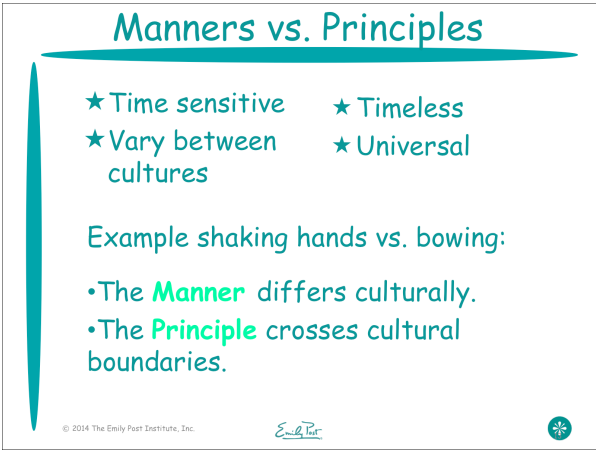 Manners vs. Principles
★ Time sensitive
★ Vary between
cultures
★ Timeless
★ Universal
Example shaking hands vs. bowing:
•The Manner differs culturally.
•The Principle crosses cultural
boundaries.
© 2014 The Emily Post Institute, Inc.
Emily Post